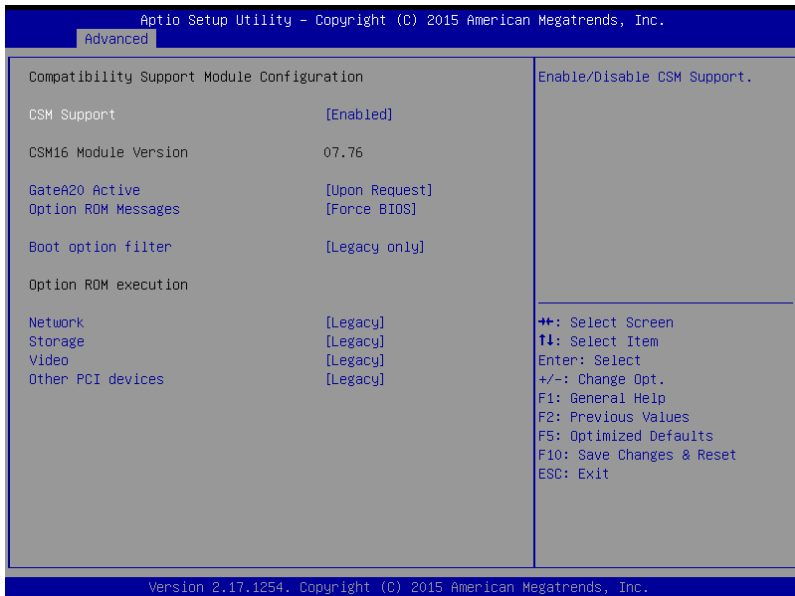 Aptio Setup Utility – Copyright (C) 2015 American Megatrends, Inc.
Advanced
Compatibility Support Module Configuration
CSM Support [Enabled]
CSM16 Module Version 07.76
GateA20 Active [Upon Request]
Option ROM Messages [Force BIOS]
Boot option filter [Legacy only]
Option ROM execution
Network [Legacy]
Storage [Legacy]
Video [Legacy]
Other PCI devices [Legacy]
Enable/Disable CSM Support.
→←: Select Screen
↑↓: Select Item
Enter: Select
+/-: Change Opt.
F1: General Help
F2: Previous Values
F5: Optimized Defaults
F10: Save Changes & Reset
ESC: Exit
Version 2.17.1254. Copyright (C) 2015 American Megatrends, Inc.